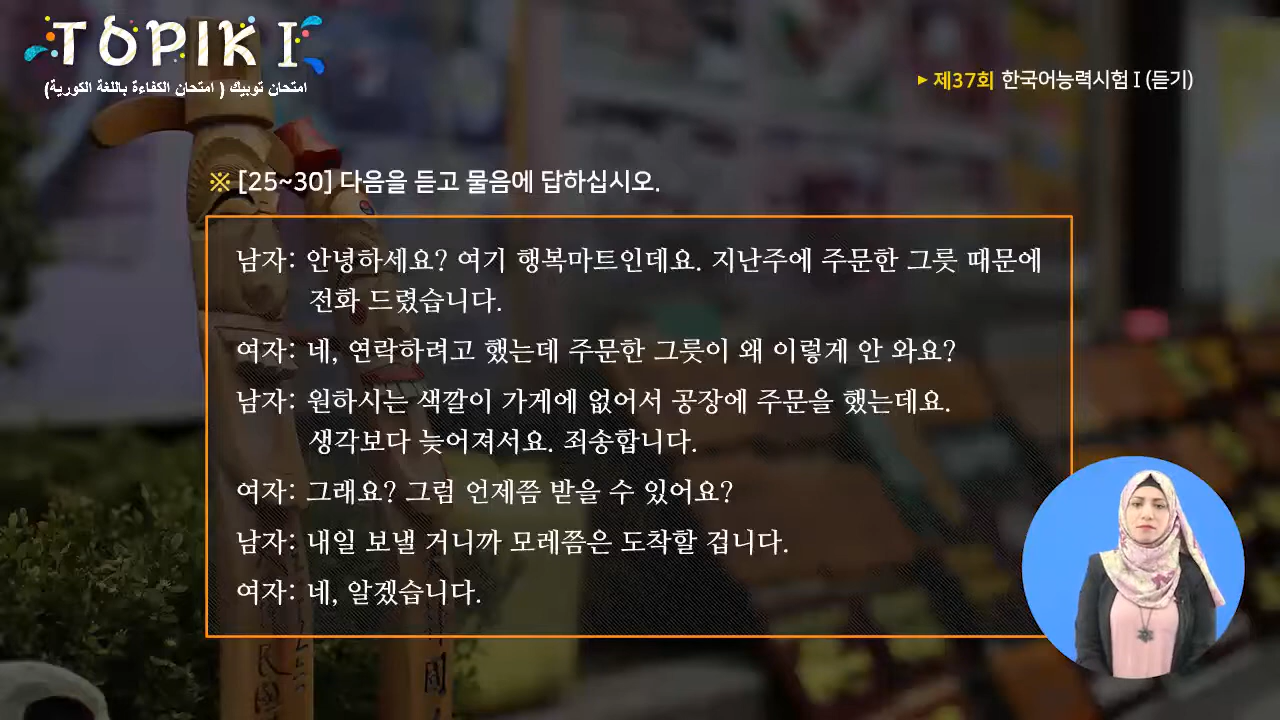 TOPIK I
امتحان توبيك ( امتحان الكفاءة باللغة الكورية)
▶ 제37회 한국어능력시험 I (듣기)
※ [25~30] 다음을 듣고 물음에 답하십시오.
남자: 안녕하세요? 여기 행복마트인데요. 지난주에 주문한 그릇 때문에
전화 드렸습니다.
여자: 네, 연락하려고 했는데 주문한 그릇이 왜 이렇게 안 와요?
남자: 원하시는 색깔이 가게에 없어서 공장에 주문을 했는데요.
생각보다 늦어져서요. 죄송합니다.
여자: 그래요? 그럼 언제쯤 받을 수 있어요?
남자: 내일 보낼 거니까 모레쯤은 도착할 겁니다.
여자: 네, 알겠습니다.